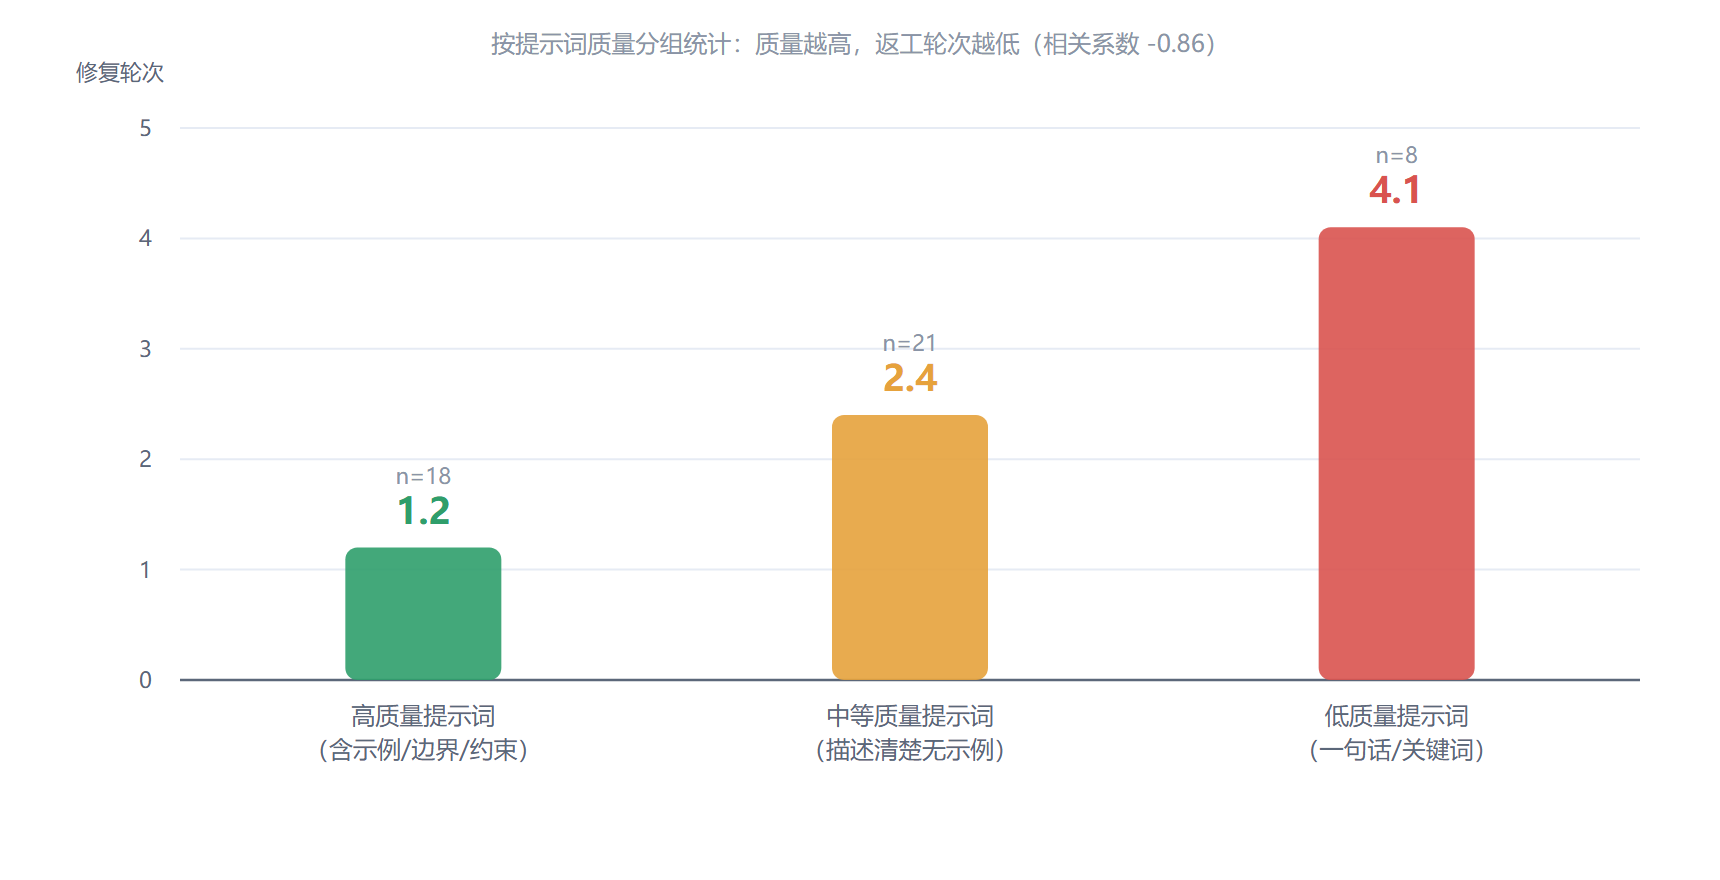 按提示词质量分组统计：质量越高，返工轮次越低（相关系数 -0.86）
修复轮次
5
4
3
2
1
0
n=18
1.2
n=21
2.4
n=8
4.1
高质量提示词
（含示例/边界/约束）
中等质量提示词
（描述清楚无示例）
低质量提示词
（一句话/关键词）